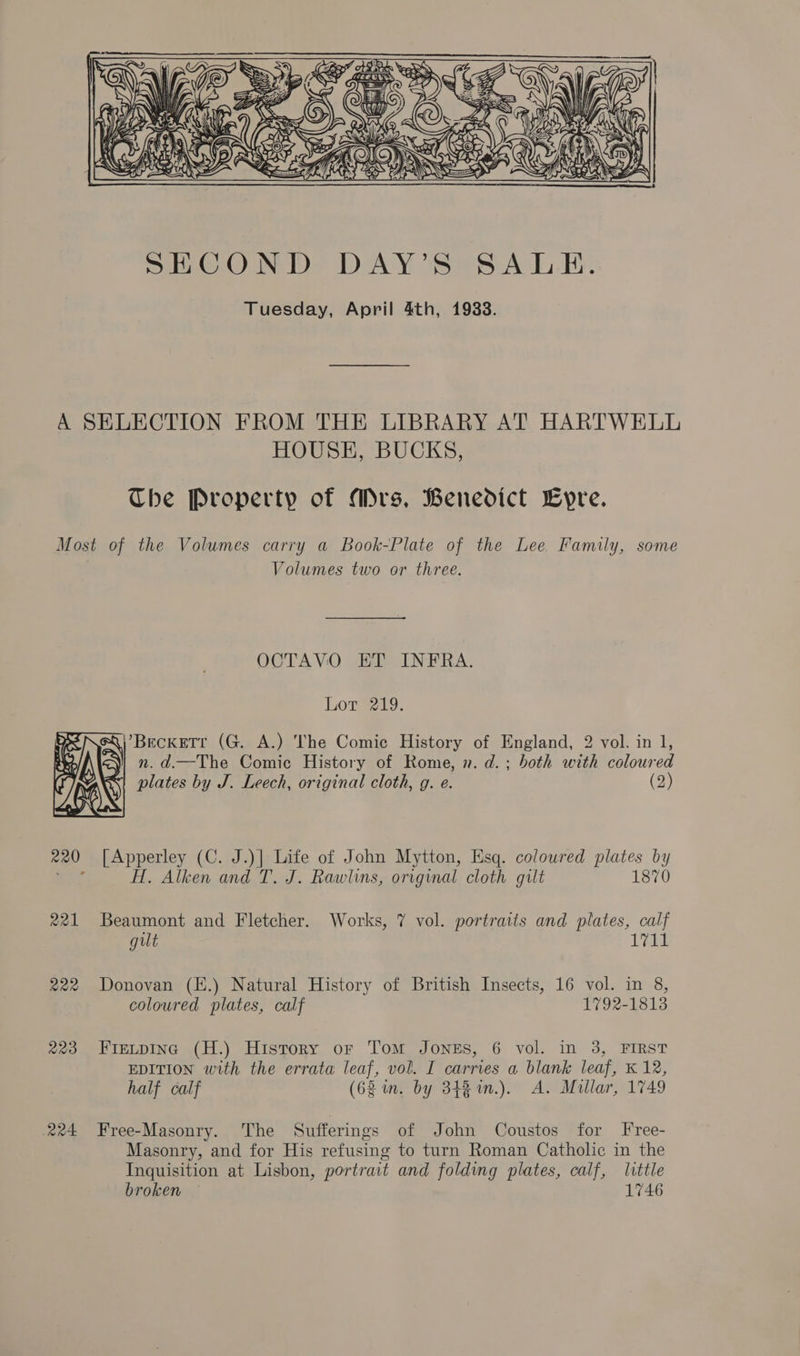 SECOND DAY'S SALE.
Tuesday, April 4th, 1933.
A SELECTION FROM THE LIBRARY AT HARTWELL
HOUSE, BUCKS,
The Property of Mrs. Benedict Eyre.
Most of the Volumes carry a Book-Plate of the Lee Family, some
Volumes two or three.
OCTAVO ET INFRA.
LOT 219.
A'BECKETT (G. A.) The Comic History of England, 2 vol. in 1,
n. d.—The Comic History of Rome, n. d.; both with coloured
plates by J. Leech, original cloth, g. e. (2)
220 [Apperley (C. J.)] Life of John Mytton, Esq. coloured plates by
H. Alken and T. J. Rawlins, original cloth gilt 1870
221 Beaumont and Fletcher. Works, 7 vol. portraits and plates, calf
gilt 1711
222 Donovan (E.) Natural History of British Insects, 16 vol. in 8,
coloured plates, calf 1792-1813
223 FIELDING (H.) HISTORY OF TOM JONES, 6 vol. in 3, FIRST
EDITION with the errata leaf, vol. I carries a blank leaf, K 12,
half calf (6⅝ in. by 3⅞ in.). A. Millar, 1749
224 Free-Masonry. The Sufferings of John Coustos for Free-
Masonry, and for His refusing to turn Roman Catholic in the
Inquisition at Lisbon, portrait and folding plates, calf, little
broken 1746